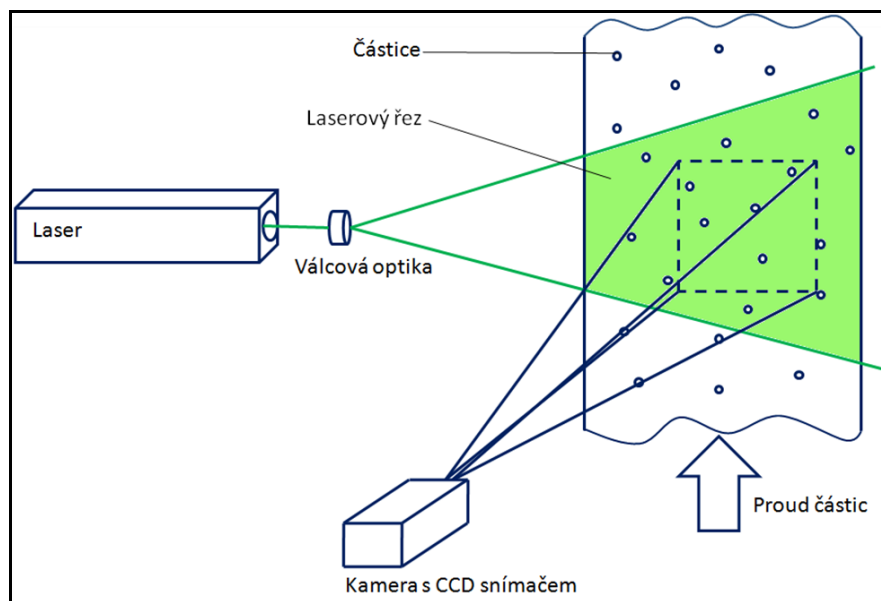 Částice
Laserový řez
Laser
Válcová optika
Proud částic
Kamera s CCD snímačem